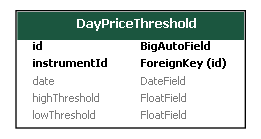 DayPriceThreshold
id BigAutoField
instrumentId ForeignKey (id)
date DateField
highThreshold FloatField
lowThreshold FloatField